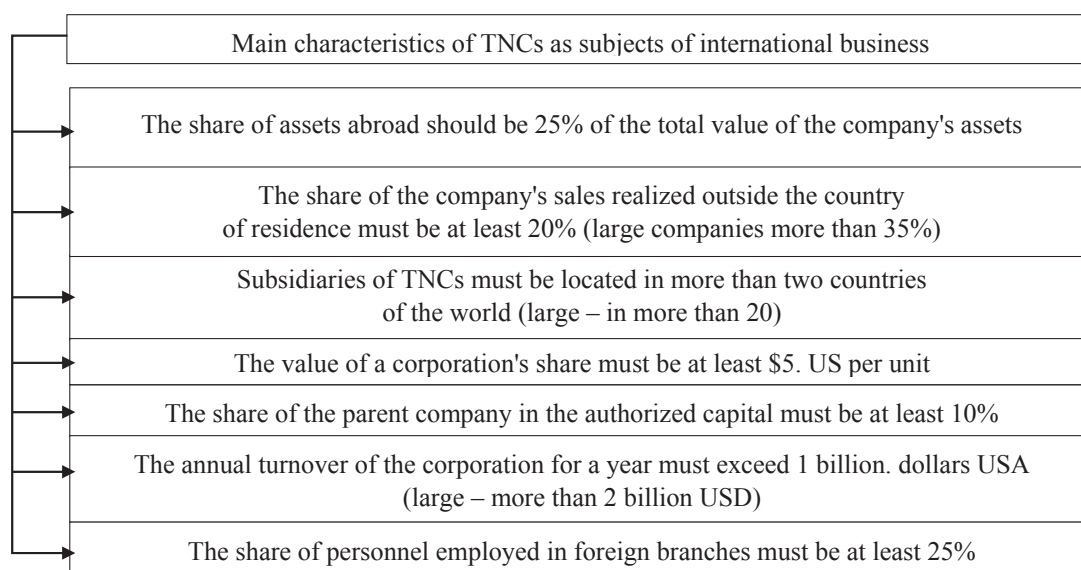 Main characteristics of TNCs as subjects of international business
The share of assets abroad should be 25% of the total value of the company's assets
The share of the company's sales realized outside the country
of residence must be at least 20% (large companies more than 35%)
Subsidiaries of TNCs must be located in more than two countries
of the world (large – in more than 20)
The value of a corporation's share must be at least $5. US per unit
The share of the parent company in the authorized capital must be at least 10%
The annual turnover of the corporation for a year must exceed 1 billion. dollars USA
(large – more than 2 billion USD)
The share of personnel employed in foreign branches must be at least 25%